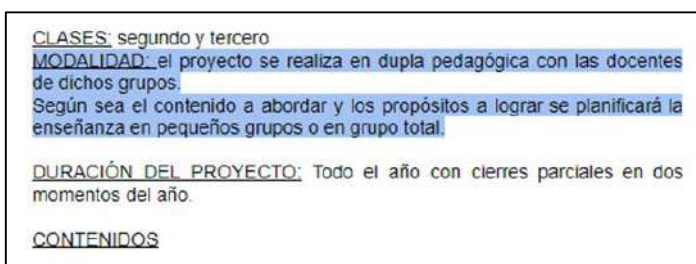 CLASES: segundo y tercero
MODALIDAD: el proyecto se realiza en dupla pedagógica con las docentes
de dichos grupos.
Según sea el contenido a abordar y los propósitos a lograr se planificará la
enseñanza en pequeños grupos o en grupo total.
DURACIÓN DEL PROYECTO: Todo el año con cierres parciales en dos
momentos del año.
CONTENIDOS